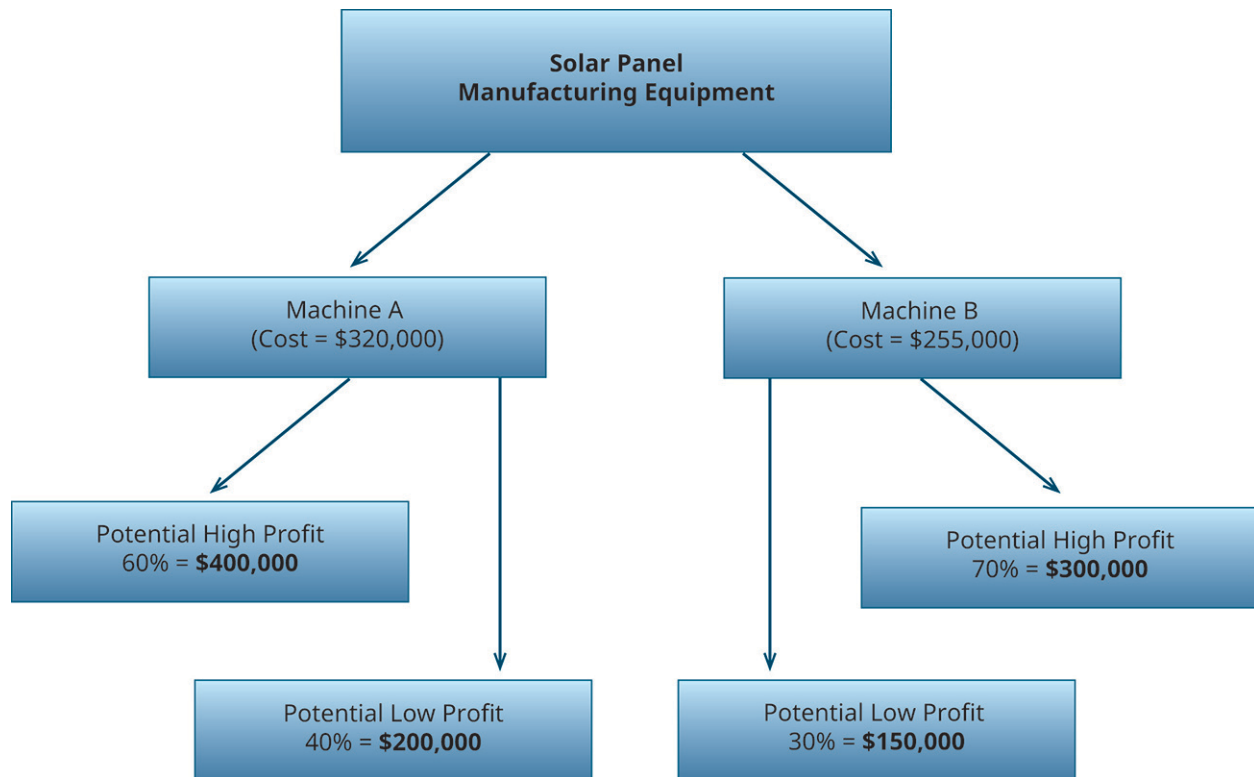 Solar Panel
Manufacturing Equipment
Machine A
(Cost = $320,000)
Machine B
(Cost = $255,000)
Potential High Profit
60% = $400,000
Potential High Profit
70% = $300,000
Potential Low Profit
40% = $200,000
Potential Low Profit
30% = $150,000